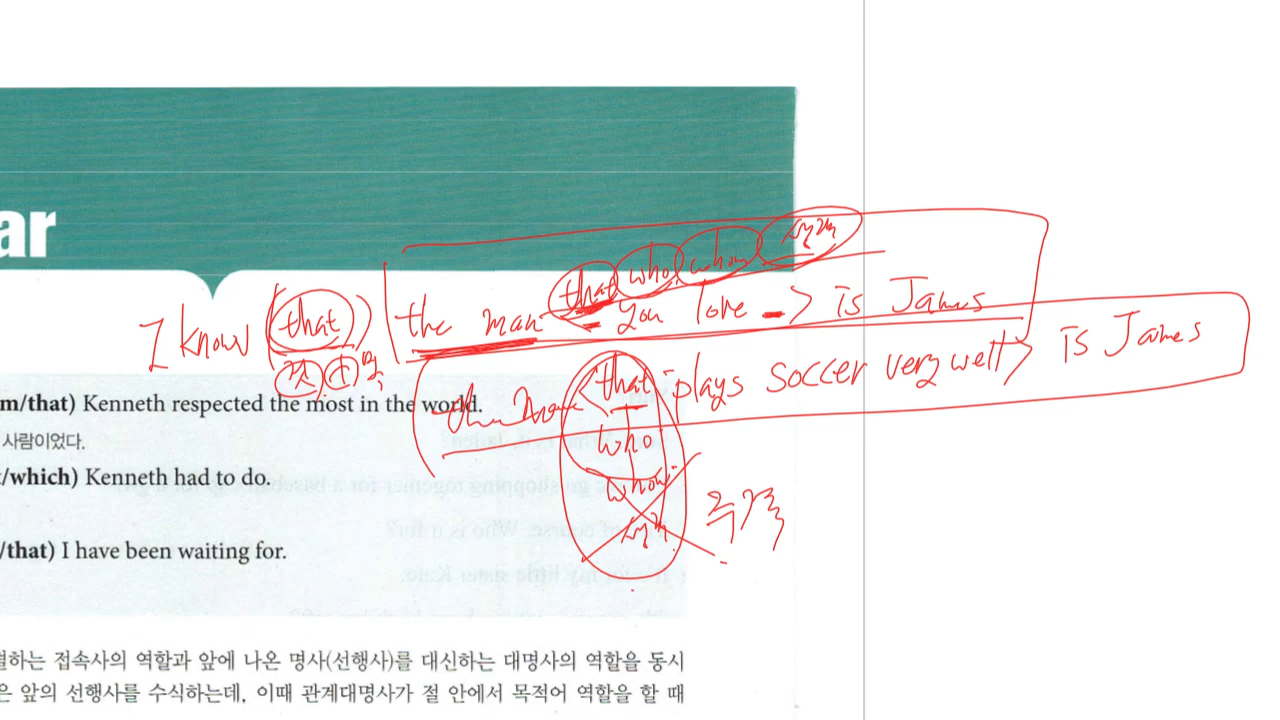 ar
that who whom 생략
I know (that) the man < you love > is James
접 생
the man < that plays soccer very well > is James
who
whom
생략
주격
m/that) Kenneth respected the most in the world.
사람이었다.
/which) Kenneth had to do.
/that) I have been waiting for.
결하는 접속사의 역할과 앞에 나온 명사(선행사)를 대신하는 대명사의 역할을 동시
은 앞의 선행사를 수식하는데, 이때 관계대명사가 절 안에서 목적어 역할을 할 때